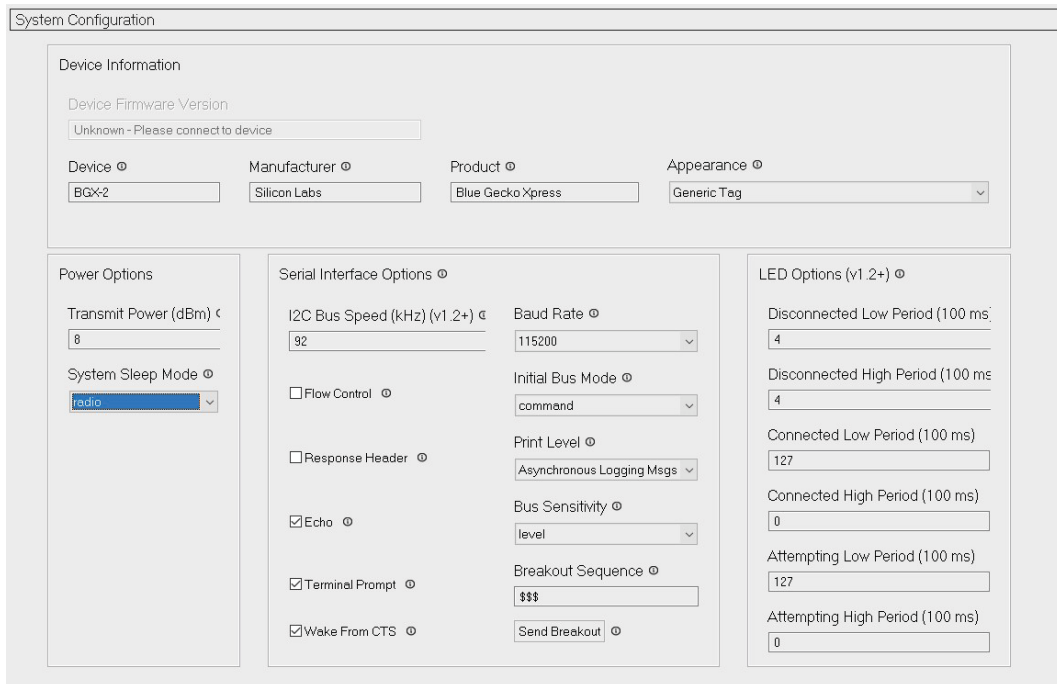 System Configuration
Device Information
Device Firmware Version
Unknown - Please connect to device
Device
Manufacturer
Product
Appearance
BGX-2
Silicon Labs
Blue Gecko Xpress
Generic Tag
Power Options
Transmit Power (dBm)
8
System Sleep Mode
radio
Serial Interface Options
I2C Bus Speed (kHz) (v1.2+)
92
Flow Control
Response Header
Echo
Terminal Prompt
Wake From CTS
Baud Rate
115200
Initial Bus Mode
command
Print Level
Asynchronous Logging Msgs
Bus Sensitivity
level
Breakout Sequence
$$$
Send Breakout
LED Options (v1.2+)
Disconnected Low Period (100 ms)
4
Disconnected High Period (100 ms
4
Connected Low Period (100 ms)
127
Connected High Period (100 ms)
0
Attempting Low Period (100 ms)
127
Attempting High Period (100 ms)
0